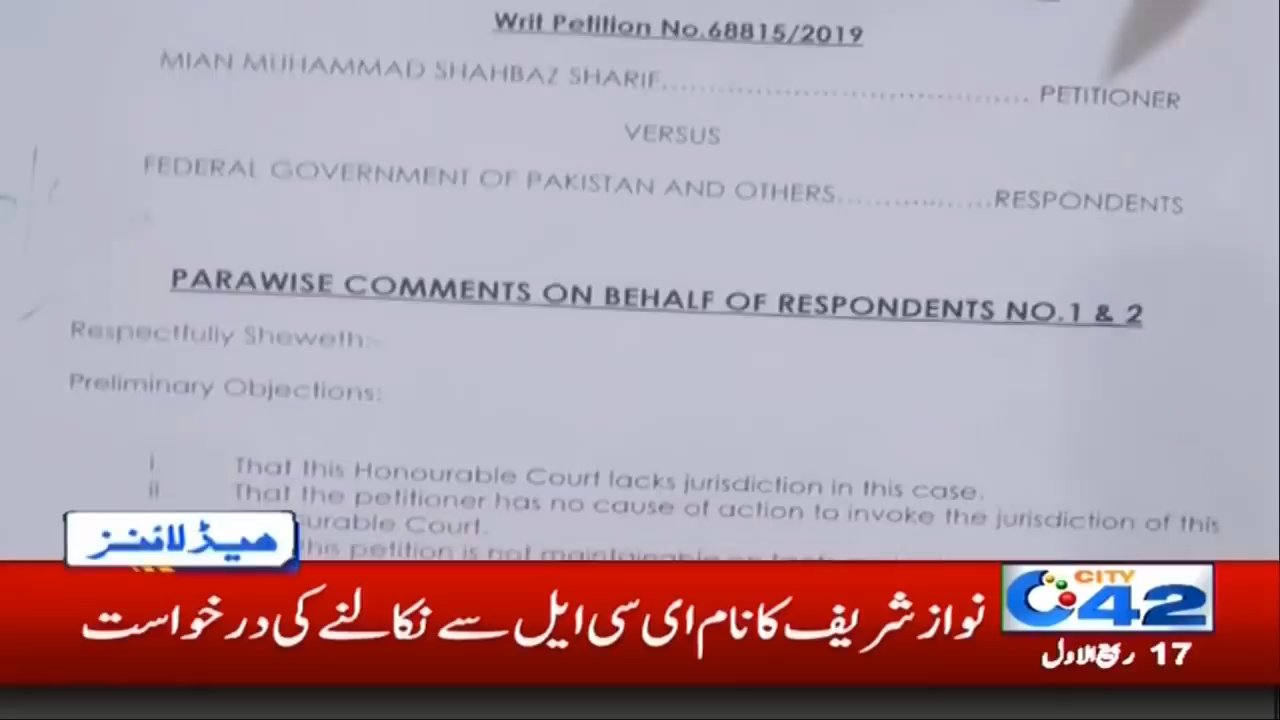 Writ Petition No.68815/2019
MIAN MUHAMMAD SHAHBAZ SHARIF.................................... PETITIONER
VERSUS
FEDERAL GOVERNMENT OF PAKISTAN AND OTHERS.................RESPONDENTS
PARAWISE COMMENTS ON BEHALF OF RESPONDENTS NO.1 & 2
Respectfully Sheweth:-
Preliminary Objections:
i. That this Honourable Court lacks jurisdiction in this case.
ii. That the petitioner has no cause of action to invoke the jurisdiction of this
urable Court.
this petition is not maintainable
ہیڈ لائنز
CITY
42
نواز شریف کا نام ای سی ایل سے نکالنے کی درخواست
17 ربیع الاول